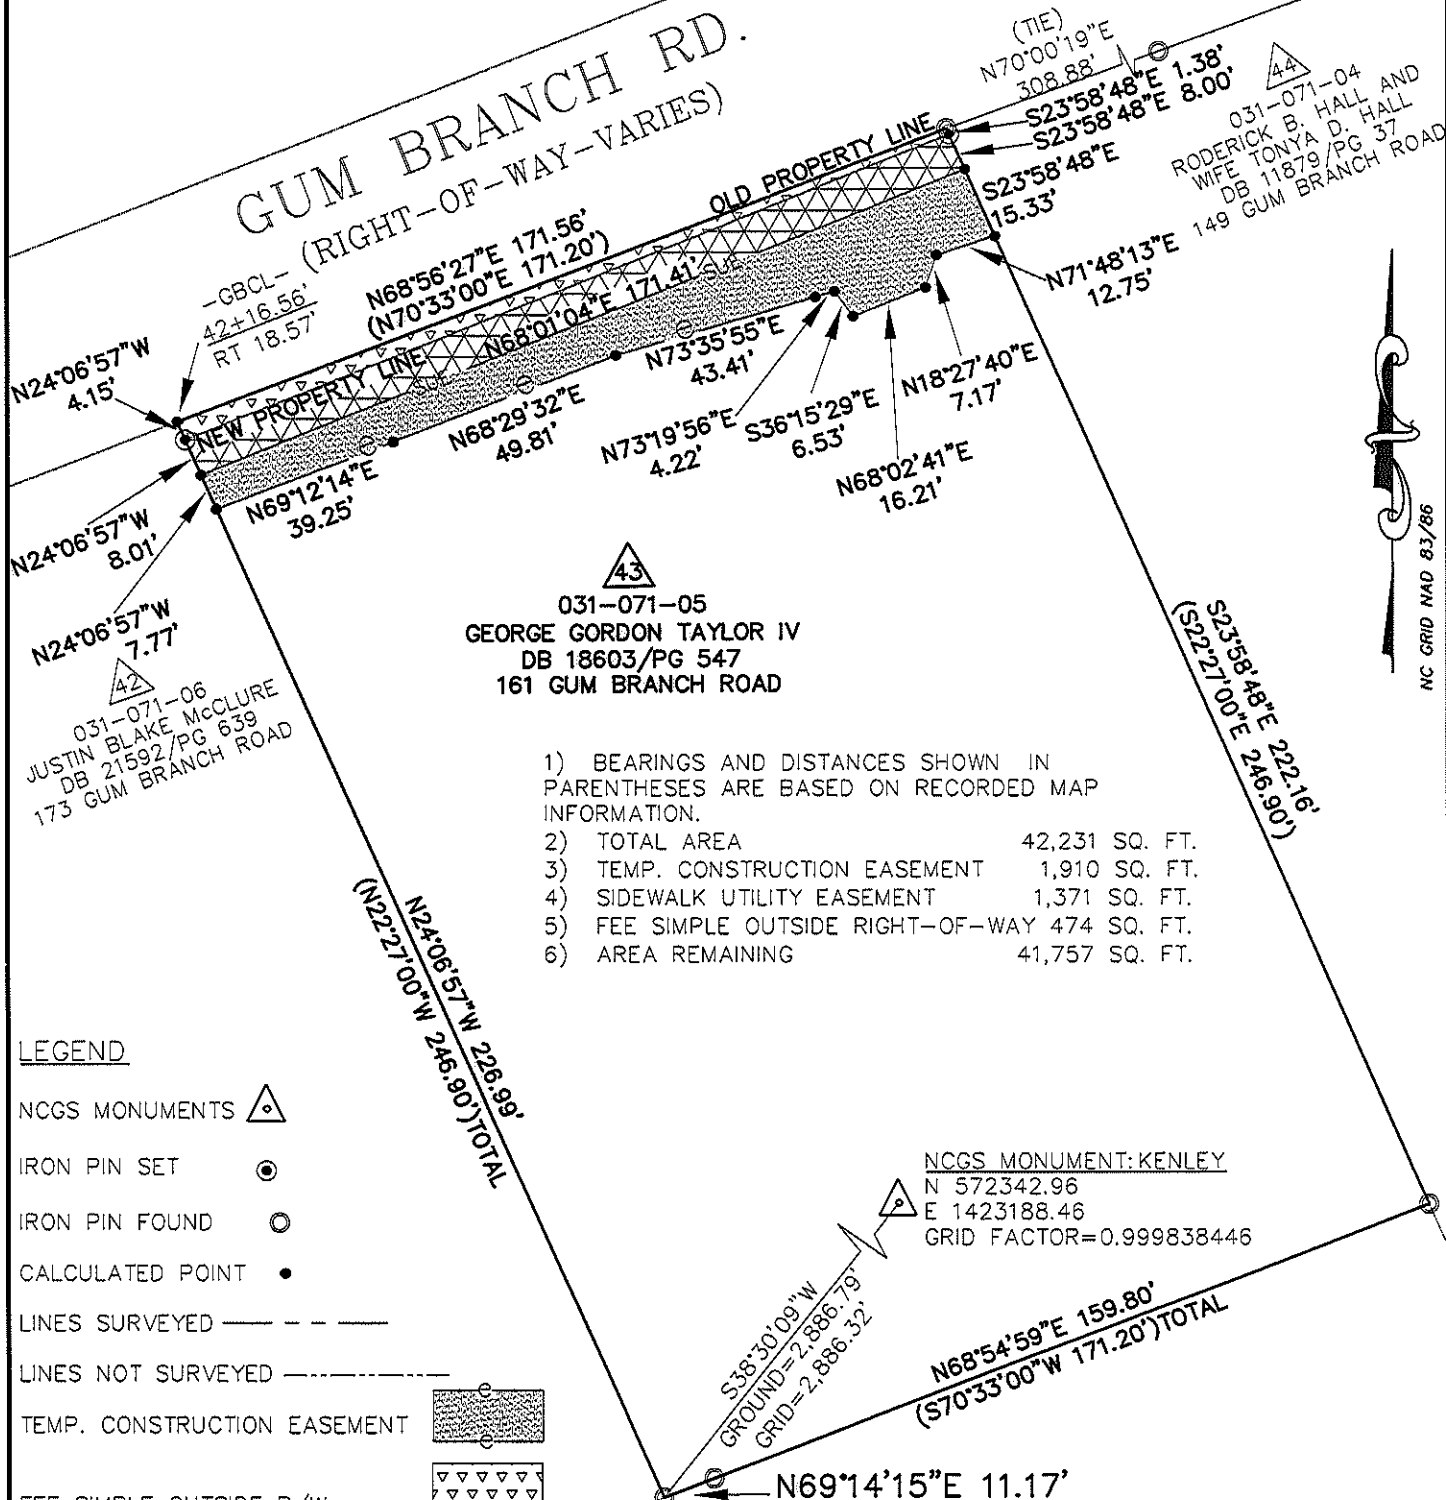 GUM BRANCH RD.
(RIGHT-OF-WAY-VARIES)
(TIE)
N70°00'19"E
308.88'
S23°58'48"E 1.38'
S23°58'48"E 8.00'
44
031-071-04
RODERICK B. HALL AND
WIFE TONYA D. HALL
DB 11879/PG 37
149 GUM BRANCH ROAD
OLD PROPERTY LINE
S23°58'48"E
15.33'
N71°48'13"E
12.75'
-GBCL-
42+16.56'
RT 18.57'
N68°56'27"E 171.56'
(N70°33'00"E 171.20')
N68°01'04"E 171.41'
SUE
SUE
NEW PROPERTY LINE
N24°06'57"W
4.15'
N24°06'57"W
8.01'
N24°06'57"W
7.77'
N69°12'14"E
39.25'
N68°29'32"E
49.81'
N73°35'55"E
43.41'
N73°19'56"E
4.22'
S36°15'29"E
6.53'
N68°02'41"E
16.21'
N18°27'40"E
7.17'
NC GRID NAD 83/86
42
031-071-06
JUSTIN BLAKE McCLURE
DB 21592/PG 639
173 GUM BRANCH ROAD
43
031-071-05
GEORGE GORDON TAYLOR IV
DB 18603/PG 547
161 GUM BRANCH ROAD
S23°58'48"E 222.16'
(S22°27'00"E 246.90')
1) BEARINGS AND DISTANCES SHOWN IN
PARENTHESES ARE BASED ON RECORDED MAP
INFORMATION.
2) TOTAL AREA 42,231 SQ. FT.
3) TEMP. CONSTRUCTION EASEMENT 1,910 SQ. FT.
4) SIDEWALK UTILITY EASEMENT 1,371 SQ. FT.
5) FEE SIMPLE OUTSIDE RIGHT-OF-WAY 474 SQ. FT.
6) AREA REMAINING 41,757 SQ. FT.
N24°06'57"W 226.99'
(N22°27'00"W 246.90')TOTAL
LEGEND
NCGS MONUMENTS
IRON PIN SET
IRON PIN FOUND
CALCULATED POINT
LINES SURVEYED
LINES NOT SURVEYED
TEMP. CONSTRUCTION EASEMENT
FEE SIMPLE OUTSIDE R/W
NCGS MONUMENT: KENLEY
N 572342.96
E 1423188.46
GRID FACTOR=0.999838446
S38°30'09"W
GROUND=2,886.79'
GRID=2,886.32'
N68°54'59"E 159.80'
(S70°33'00"W 171.20')TOTAL
N69°14'15"E 11.17'